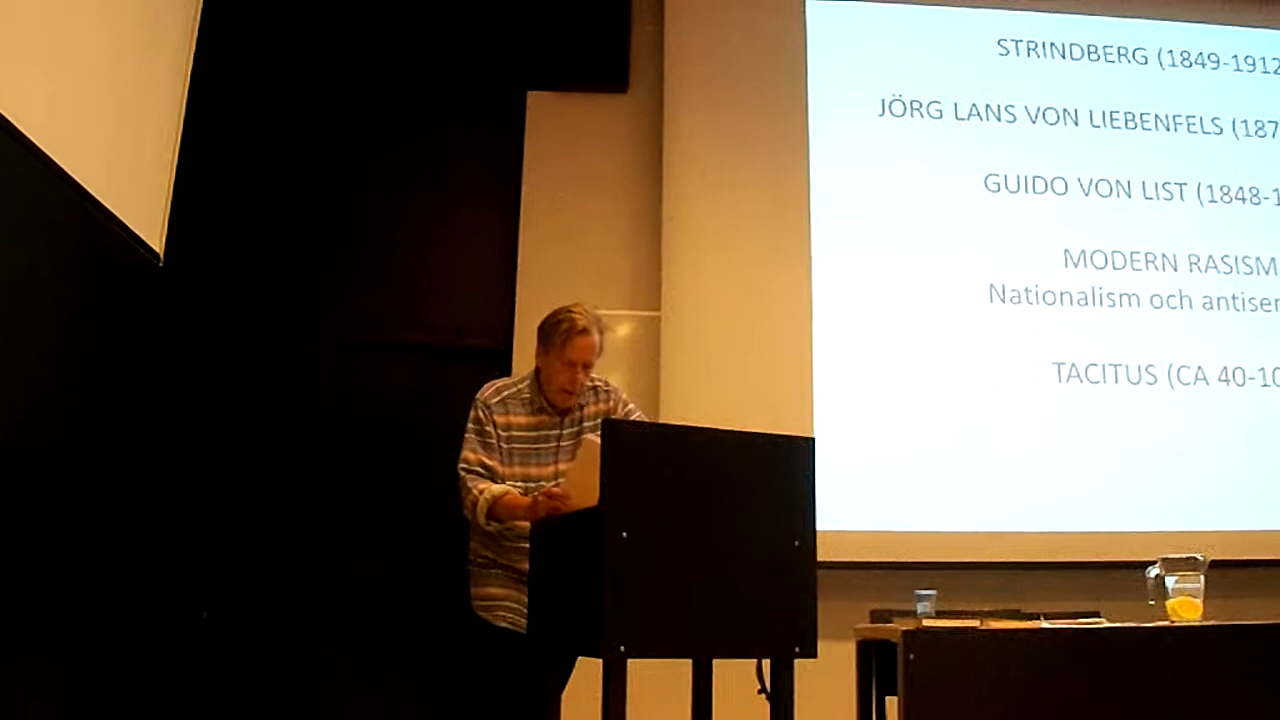 STRINDBERG (1849-1912
JÖRG LANS VON LIEBENFELS (187
GUIDO VON LIST (1848-1
MODERN RASISM
Nationalism och antiser
TACITUS (CA 40-10